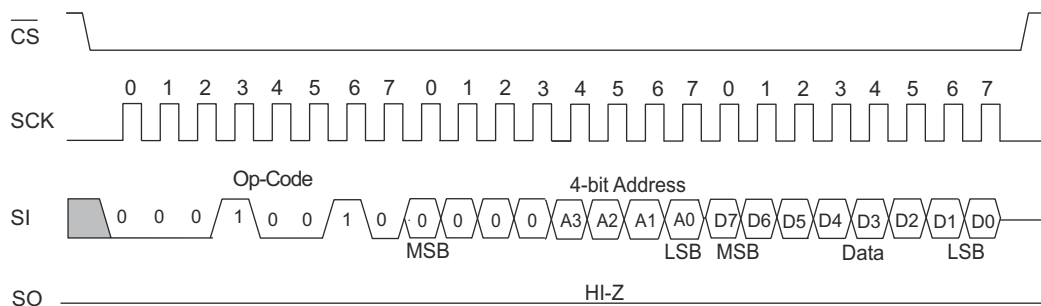 CS
0 1 2 3 4 5 6 7 0 1 2 3 4 5 6 7 0 1 2 3 4 5 6 7
SCK
Op-Code 4-bit Address
SI 0 0 0 1 0 0 1 0 0 0 0 0 A3 A2 A1 A0 D7 D6 D5 D4 D3 D2 D1 D0
MSB LSB MSB Data LSB
HI-Z
SO